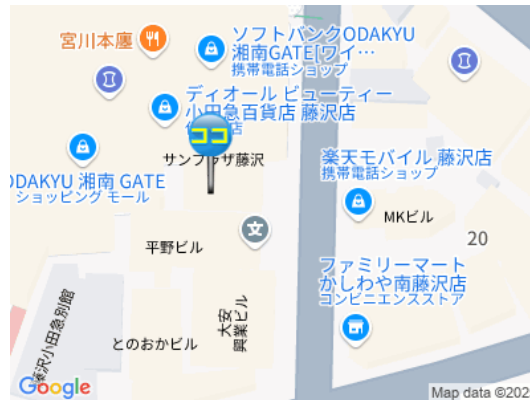 宮川本廛
ソフトバンクODAKYU
湘南GATE[ワイ…
携帯電話ショップ
ディオール ビューティー
小田急百貨店 藤沢店
店
ココ
サンプラザ藤沢
ODAKYU 湘南 GATE
ショッピング モール
楽天モバイル 藤沢店
携帯電話ショップ
MKビル
文
平野ビル
20
ファミリーマート
かしわや南藤沢店
コンビニエンスストア
大安
興業ビル
とのおかビル
藤沢小田急別館
Google
Map data ©202